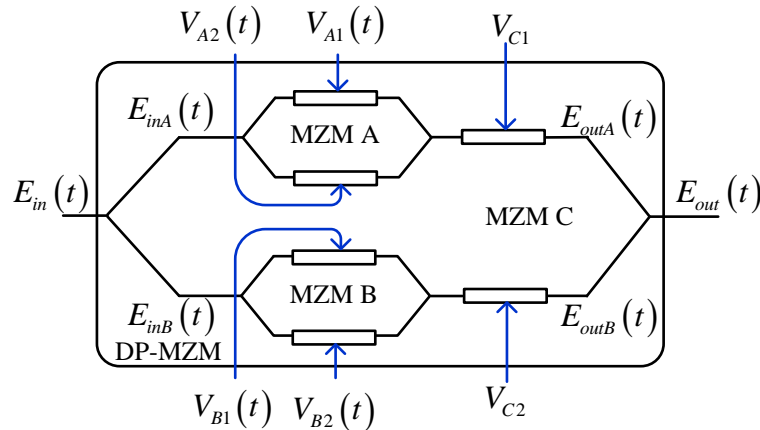 V_{A2}(t) V_{A1}(t) V_{C1}
E_{inA}(t) MZM A E_{outA}(t)
E_{in}(t) MZM C E_{out}(t)
E_{inB}(t) MZM B E_{outB}(t)
DP-MZM
V_{B1}(t) V_{B2}(t) V_{C2}